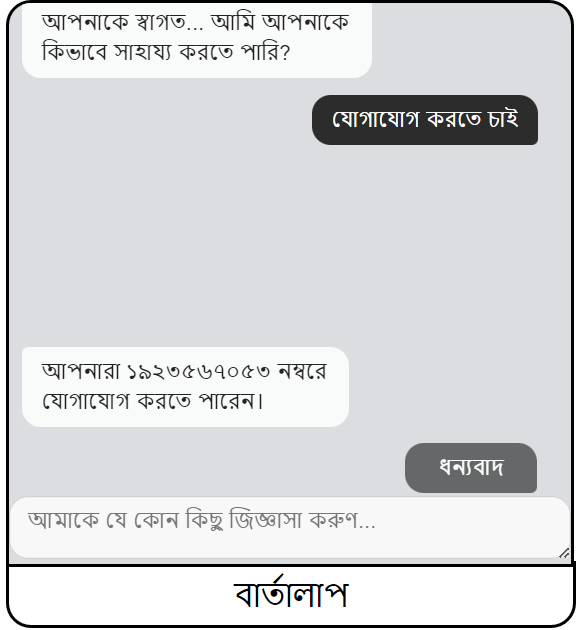 আপনাকে স্বাগত... আমি আপনাকে
কিভাবে সাহায্য করতে পারি?
যোগাযোগ করতে চাই
আপনারা ১৯২৩৫৬৭০৫৩ নম্বরে
যোগাযোগ করতে পারেন।
ধন্যবাদ
আমাকে যে কোন কিছু জিজ্ঞাসা করুণ...
বার্তালাপ